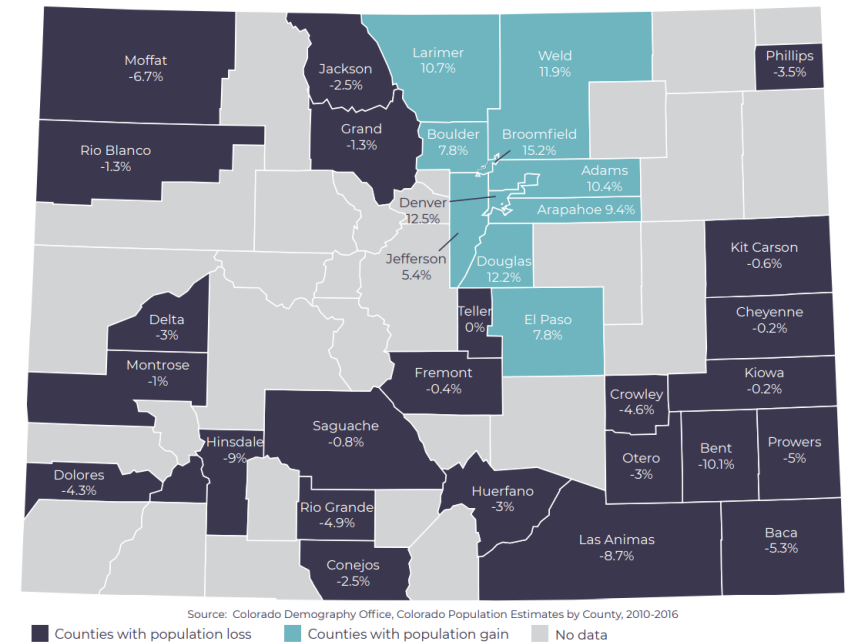 Moffat
-6.7%
Jackson
-2.5%
Larimer
10.7%
Weld
11.9%
Phillips
-3.5%
Rio Blanco
-1.3%
Grand
-1.3%
Boulder
7.8%
Broomfield
15.2%
Adams
10.4%
Denver
12.5%
Arapahoe 9.4%
Jefferson
5.4%
Douglas
12.2%
Kit Carson
-0.6%
Delta
-3%
Teller
0%
El Paso
7.8%
Cheyenne
-0.2%
Montrose
-1%
Fremont
-0.4%
Crowley
-4.6%
Kiowa
-0.2%
Saguache
-0.8%
Hinsdale
-9%
Otero
-3%
Bent
-10.1%
Prowers
-5%
Dolores
-4.3%
Rio Grande
-4.9%
Huerfano
-3%
Las Animas
-8.7%
Baca
-5.3%
Conejos
-2.5%
Source: Colorado Demography Office, Colorado Population Estimates by County, 2010-2016
Counties with population loss
Counties with population gain
No data